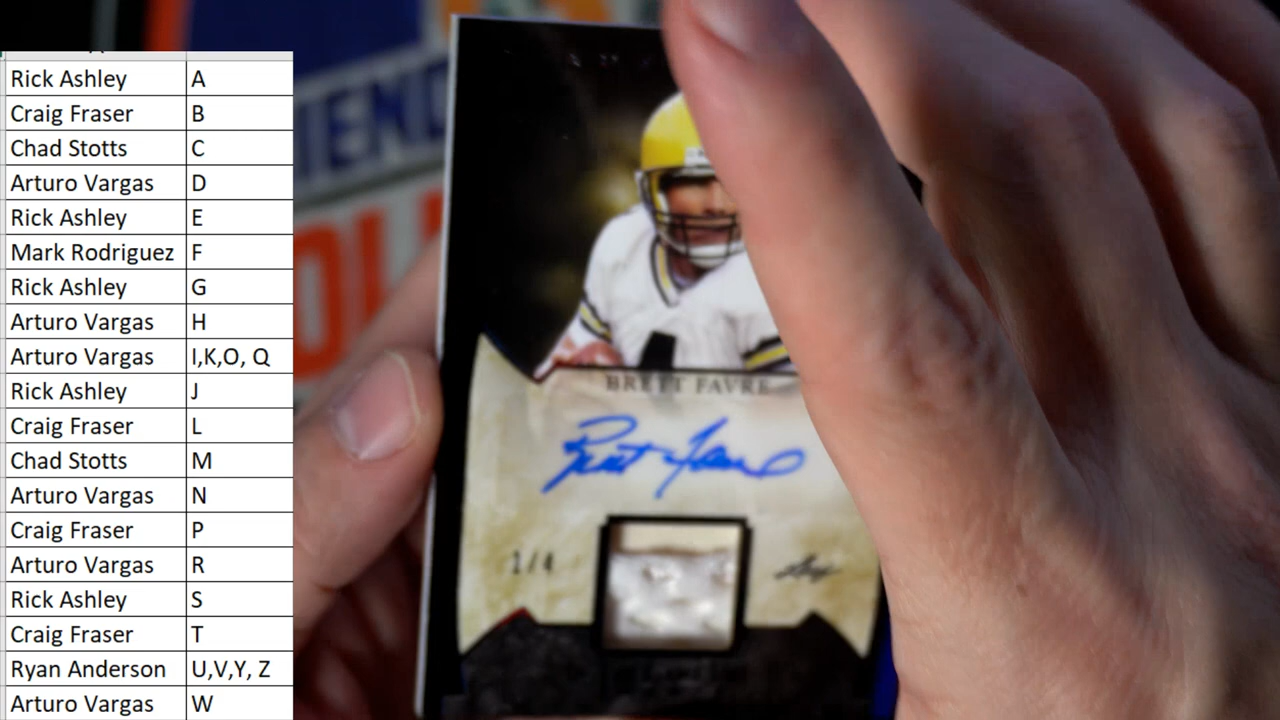 Rick Ashley A
Craig Fraser B
Chad Stotts C
Arturo Vargas D
Rick Ashley E
Mark Rodriguez F
Rick Ashley G
Arturo Vargas H
Arturo Vargas I,K,O, Q
Rick Ashley J
Craig Fraser L
Chad Stotts M
Arturo Vargas N
Craig Fraser P
Arturo Vargas R
Rick Ashley S
Craig Fraser T
Ryan Anderson U,V,Y, Z
Arturo Vargas W
BRETT FAVRE
Brett Favre
1/4